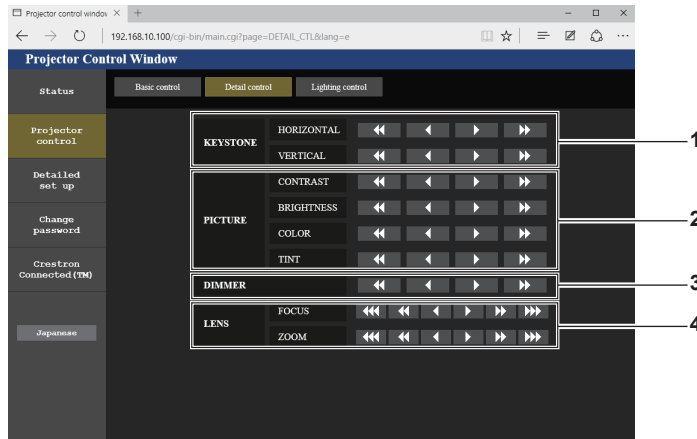 Projector control window
192.168.10.100/cgi-bin/main.cgi?page=DETAIL_CTL&lang=e
Projector Control Window
Status
Basic control
Detail control
Lighting control
Projector
control
Detailed
set up
Change
password
Crestron
Connected(TM)
Japanese
KEYSTONE
HORIZONTAL
VERTICAL
1
PICTURE
CONTRAST
BRIGHTNESS
COLOR
TINT
2
DIMMER
3
LENS
FOCUS
ZOOM
4